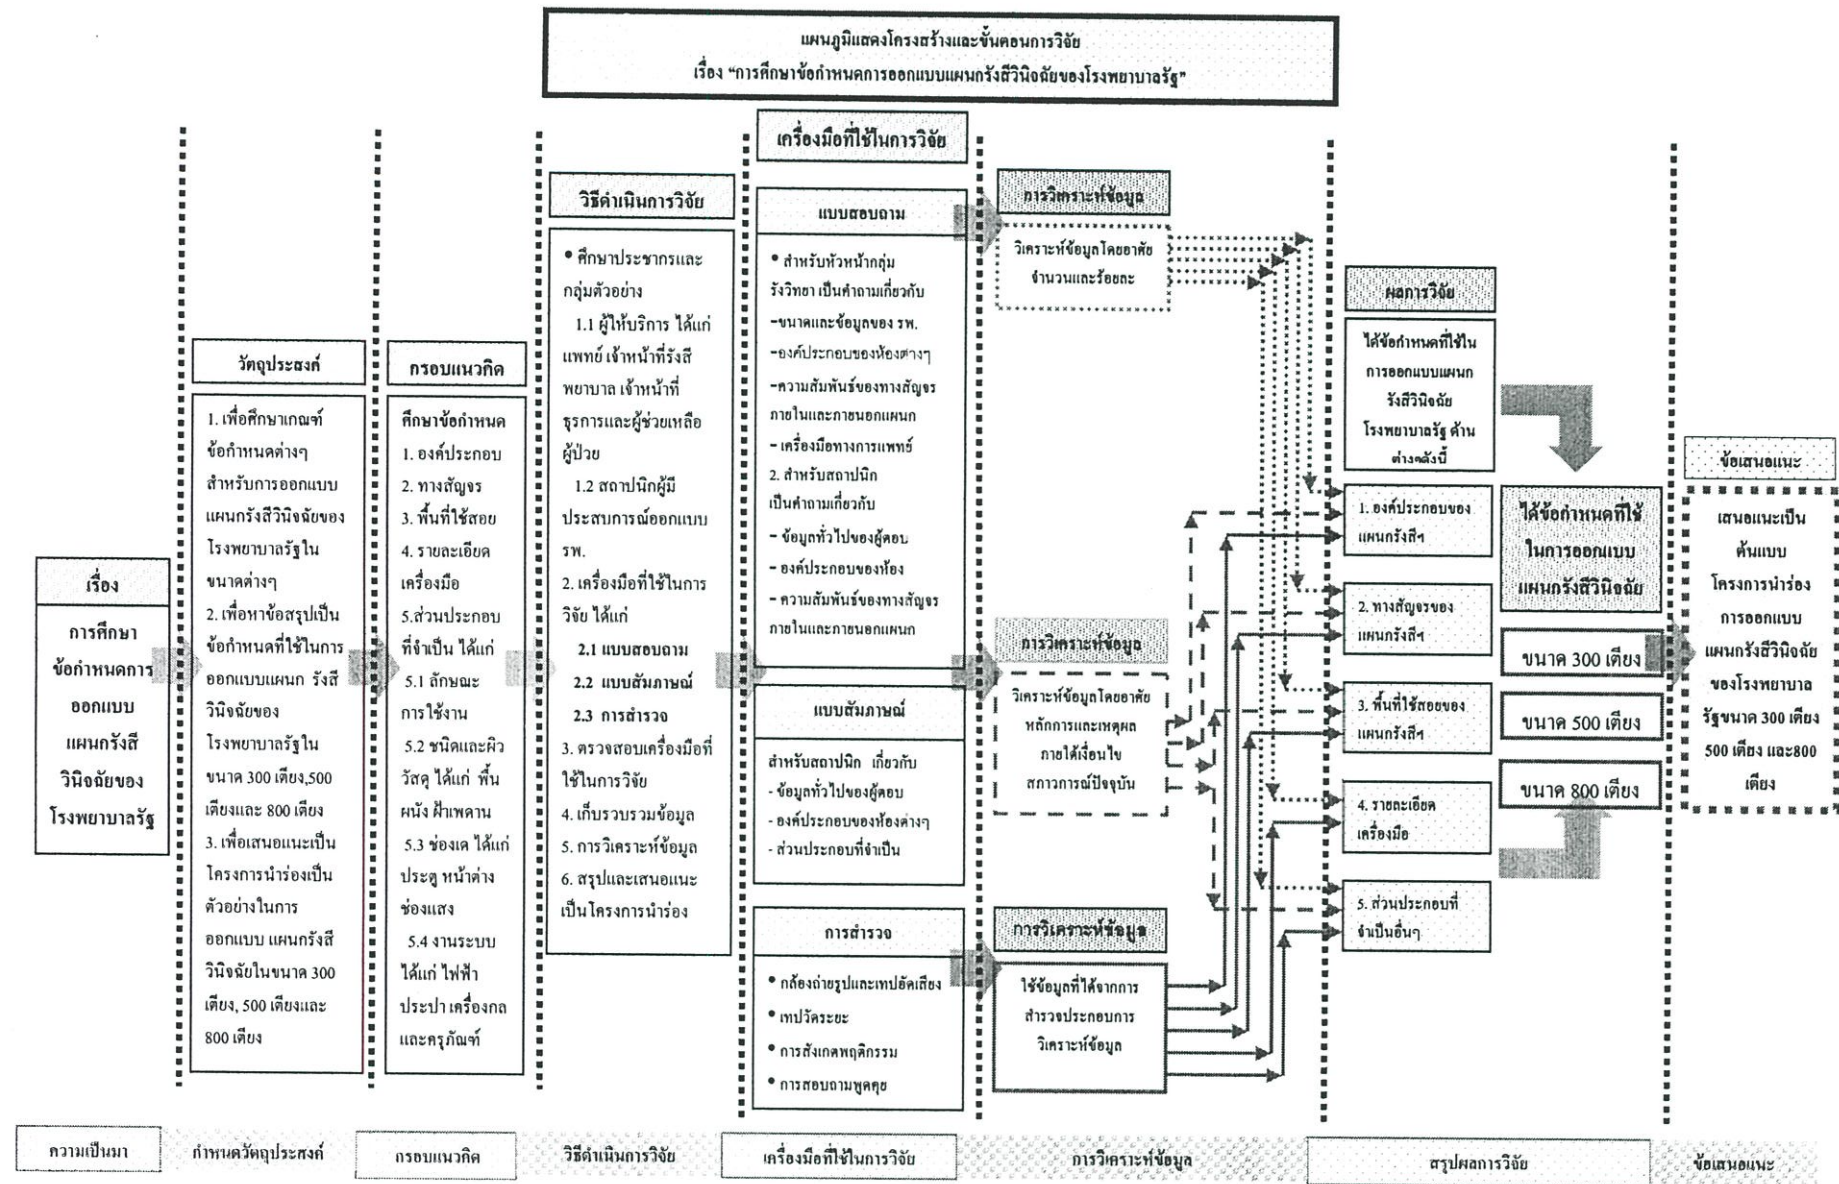 แผนภูมิแสดงโครงสร้างและขั้นตอนการวิจัย
เรื่อง “การศึกษาข้อกำหนดการออกแบบแผนกรังสีวินิจฉัยของโรงพยาบาลรัฐ”
เรื่อง
การศึกษา
ข้อกำหนดการ
ออกแบบ
แผนกรังสี
วินิจฉัยของ
โรงพยาบาลรัฐ
วัตถุประสงค์
1. เพื่อศึกษาเกณฑ์
ข้อกำหนดต่างๆ
สำหรับการออกแบบ
แผนกรังสีวินิจฉัยของ
โรงพยาบาลรัฐใน
ขนาดต่างๆ
2. เพื่อหาข้อสรุปเป็น
ข้อกำหนดที่ใช้ในการ
ออกแบบแผนก รังสี
วินิจฉัยของ
โรงพยาบาลรัฐใน
ขนาด 300 เตียง,500
เตียงและ 800 เตียง
3. เพื่อเสนอแนะเป็น
โครงการนำร่องเป็น
ตัวอย่างในการ
ออกแบบ แผนกรังสี
วินิจฉัยในขนาด 300
เตียง, 500 เตียงและ
800 เตียง
กรอบแนวกิด
ศึกษาข้อกำหนด
1. องค์ประกอบ
2. ทางสัญจร
3. พื้นที่ใช้สอย
4. รายละเอียด
เครื่องมือ
5.ส่วนประกอบ
ที่จำเป็น ได้แก่
5.1 ลักษณะ
การใช้งาน
5.2 ชนิดและผิว
วัสดุ ได้แก่ พื้น
ผนัง ฝ้าเพดาน
5.3 ช่องเต ได้แก่
ประตู หน้าต่าง
ช่องแสง
5.4 งานระบบ
ได้แก่ ไฟฟ้า
ประปา เครื่องกล
และครุภัณฑ์
วิธีดำเนินการวิจัย
• ศึกษาประชากรและ
กลุ่มตัวอย่าง
1.1 ผู้ให้บริการ ได้แก่
แพทย์ เจ้าหน้าที่รังสี
พยาบาล เจ้าหน้าที่
ธุรการและผู้ช่วยเหลือ
ผู้ป่วย
1.2 สถาปนิกผู้มี
ประสบการณ์ออกแบบ
รพ.
2. เครื่องมือที่ใช้ในการ
วิจัย ได้แก่
2.1 แบบสอบถาม
2.2 แบบสัมภาษณ์
2.3 การสำรวจ
3. ตรวจสอบเครื่องมือที่
ใช้ในการวิจัย
4. เก็บรวบรวมข้อมูล
5. การวิเคราะห์ข้อมูล
6. สรุปและเสนอแนะ
เป็นโครงการนำร่อง
เครื่องมือที่ใช้ในการวิจัย
แบบสอบถาม
• สำหรับหัวหน้ากลุ่ม
รังวิทยา เป็นคำถามเกี่ยวกับ
-ขนาดและข้อมูลของ รพ.
-องค์ประกอบของห้องต่างๆ
-ความสัมพันธ์ของทางสัญจร
ภายในและภายนอกแผนก
- เครื่องมือทางการแพทย์
2. สำหรับสถาปนิก
เป็นคำถามเกี่ยวกับ
- ข้อมูลทั่วไปของผู้ตอบ
- องค์ประกอบของห้อง
- ความสัมพันธ์ของทางสัญจร
ภายในและภายนอกแผนก
แบบสัมภาษณ์
สำหรับสถาปนิก เกี่ยวกับ
- ข้อมูลทั่วไปของผู้ตอบ
- องค์ประกอบของห้องต่างๆ
- ส่วนประกอบที่จำเป็น
การสำรวจ
• กล้องถ่ายรูปและเทปอัดเสียง
• เทปวัดระยะ
• การสังเกตพฤติกรรม
• การสอบถามพูดคุย
การวิเคราะห์ข้อมูล
วิเคราะห์ข้อมูลโดยอาศัย
จำนวนและร้อยละ
การวิเคราะห์ข้อมูล
วิเคราะห์ข้อมูลโดยอาศัย
หลักการและเหตุผล
ภายใต้เงื่อนไข
สภาวการณ์ปัจจุบัน
การวิเคราะห์ข้อมูล
ใช้ข้อมูลที่ได้จากการ
สำรวจประกอบการ
วิเคราะห์ข้อมูล
ผลการวิจัย
ได้ข้อกำหนดที่ใช้ใน
การออกแบบแผนก
รังสีวินิจฉัย
โรงพยาบาลรัฐ ด้าน
ต่างๆดังนี้
1. องค์ประกอบของ
แผนกรังสีฯ
2. ทางสัญจรของ
แผนกรังสีฯ
3. พื้นที่ใช้สอยของ
แผนกรังสีฯ
4. รายละเอียด
เครื่องมือ
5. ส่วนประกอบที่
จำเป็นอื่นๆ
ได้ข้อกำหนดที่ใช้
ในการออกแบบ
แผนกรังสีวินิจฉัย
ขนาด 300 เตียง
ขนาด 500 เตียง
ขนาด 800 เตียง
ข้อเสนอแนะ
เสนอแนะเป็น
ต้นแบบ
โครงการนำร่อง
การออกแบบ
แผนกรังสีวินิจฉัย
ของโรงพยาบาล
รัฐขนาด 300 เตียง
500 เตียง และ800
เตียง
ความเป็นมา
กำหนดวัตถุประสงค์
กรอบแนวกิด
วิธีดำเนินการวิจัย
เครื่องมือที่ใช้ในการวิจัย
การวิเคราะห์ข้อมูล
สรุปผลการวิจัย
ข้อเสนอแนะ